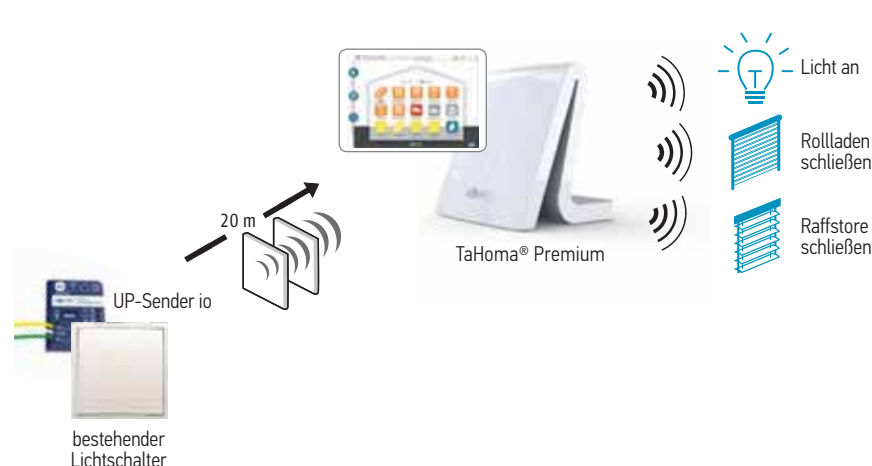 Licht an
Rollladen
schließen
20 m
Raffstore
schließen
TaHoma® Premium
UP-Sender io
bestehender
Lichtschalter